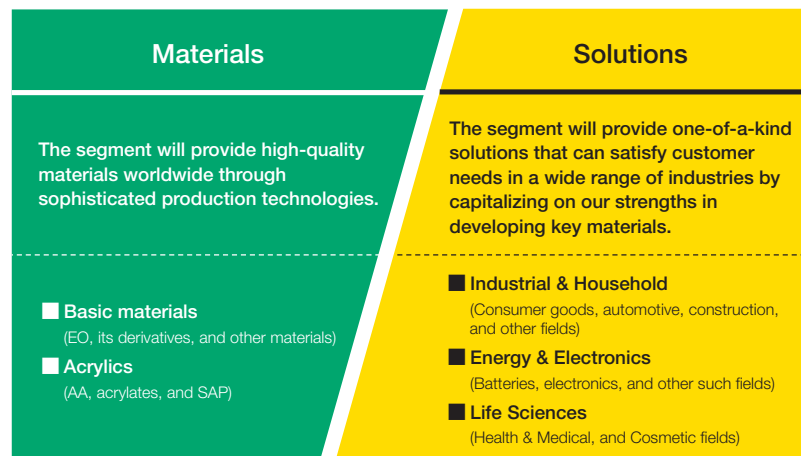 Materials
The segment will provide high-quality
materials worldwide through
sophisticated production technologies.
Basic materials
(EO, its derivatives, and other materials)
Acrylics
(AA, acrylates, and SAP)
Solutions
The segment will provide one-of-a-kind
solutions that can satisfy customer
needs in a wide range of industries by
capitalizing on our strengths in
developing key materials.
Industrial & Household
(Consumer goods, automotive, construction,
and other fields)
Energy & Electronics
(Batteries, electronics, and other such fields)
Life Sciences
(Health & Medical, and Cosmetic fields)